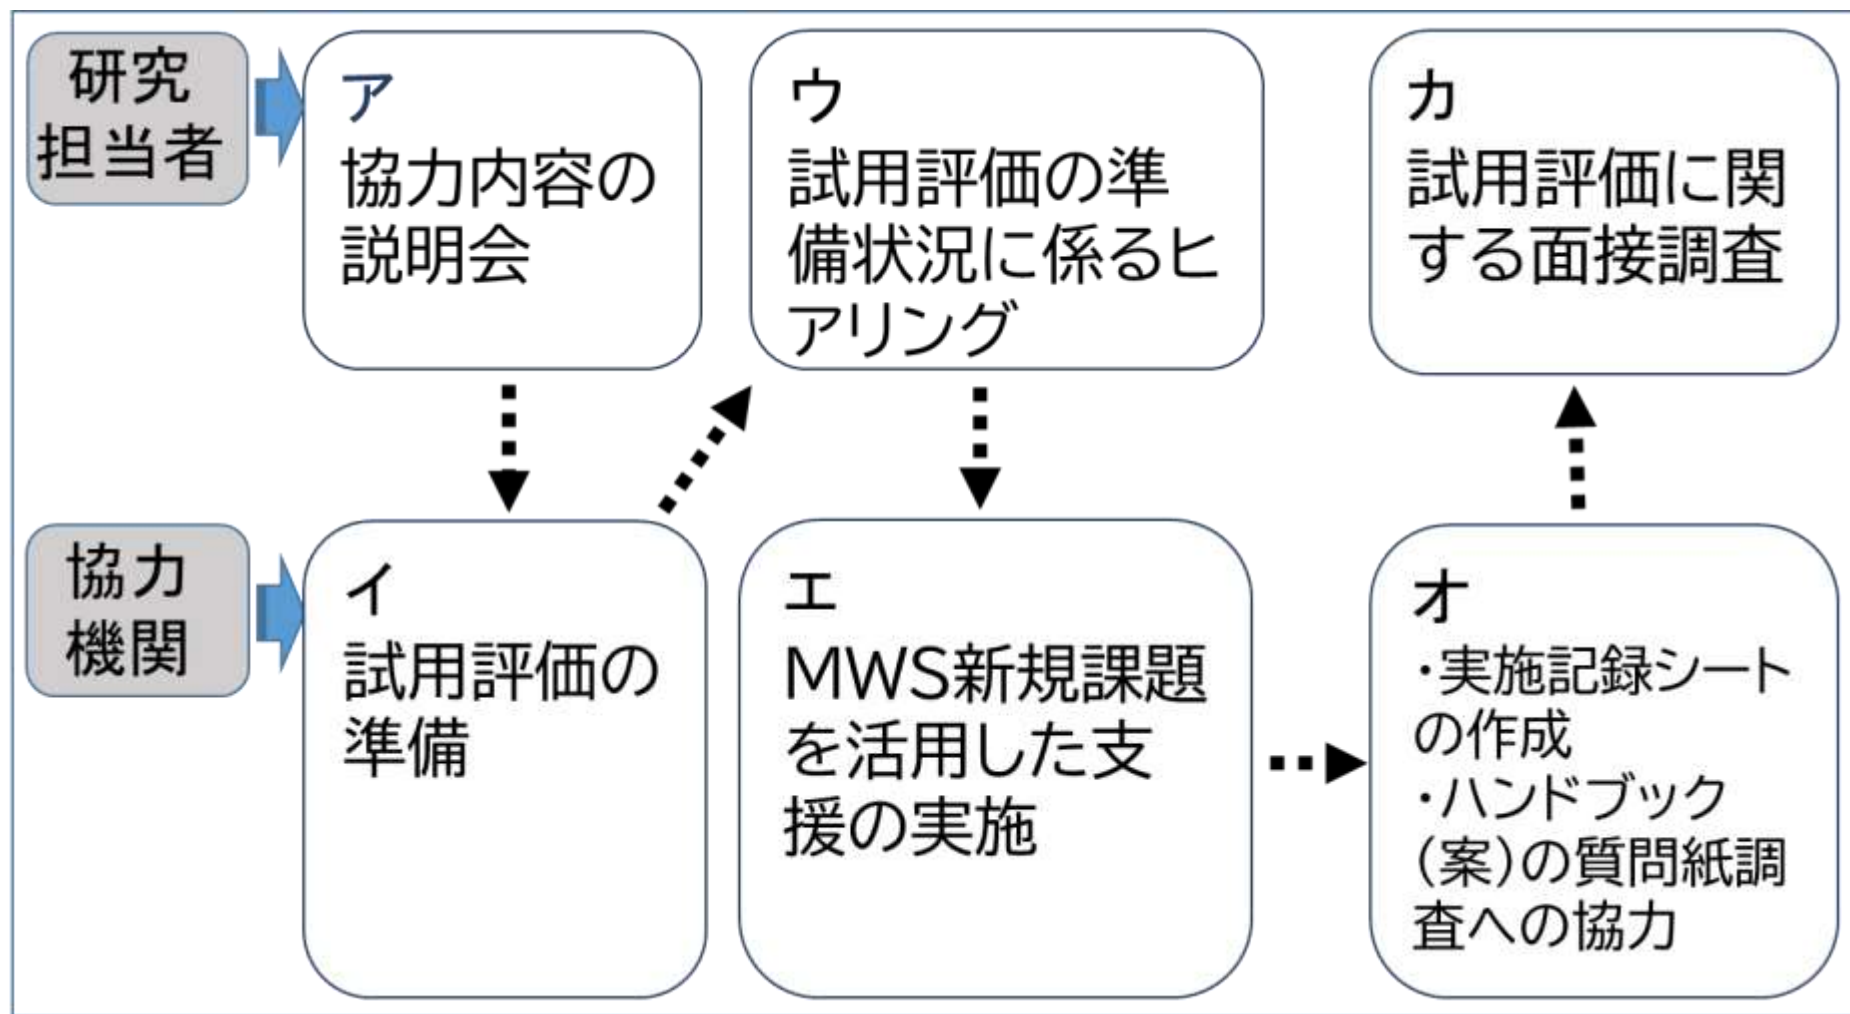 研究
担当者
ア
協力内容の
説明会
ウ
試用評価の準
備状況に係るヒ
アリング
カ
試用評価に関
する面接調査
協力
機関
イ
試用評価の
準備
エ
MWS新規課題
を活用した支
援の実施
オ
・実施記録シート
の作成
・ハンドブック
(案)の質問紙調
査への協力